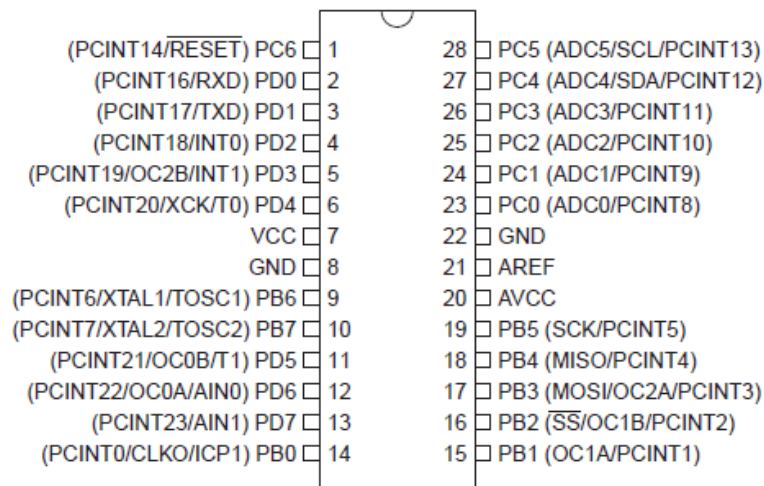 (PCINT14/RESET) PC6 1 28 PC5 (ADC5/SCL/PCINT13)
(PCINT16/RXD) PD0 2 27 PC4 (ADC4/SDA/PCINT12)
(PCINT17/TXD) PD1 3 26 PC3 (ADC3/PCINT11)
(PCINT18/INT0) PD2 4 25 PC2 (ADC2/PCINT10)
(PCINT19/OC2B/INT1) PD3 5 24 PC1 (ADC1/PCINT9)
(PCINT20/XCK/T0) PD4 6 23 PC0 (ADC0/PCINT8)
VCC 7 22 GND
GND 8 21 AREF
(PCINT6/XTAL1/TOSC1) PB6 9 20 AVCC
(PCINT7/XTAL2/TOSC2) PB7 10 19 PB5 (SCK/PCINT5)
(PCINT21/OC0B/T1) PD5 11 18 PB4 (MISO/PCINT4)
(PCINT22/OC0A/AIN0) PD6 12 17 PB3 (MOSI/OC2A/PCINT3)
(PCINT23/AIN1) PD7 13 16 PB2 (SS/OC1B/PCINT2)
(PCINT0/CLKO/ICP1) PB0 14 15 PB1 (OC1A/PCINT1)